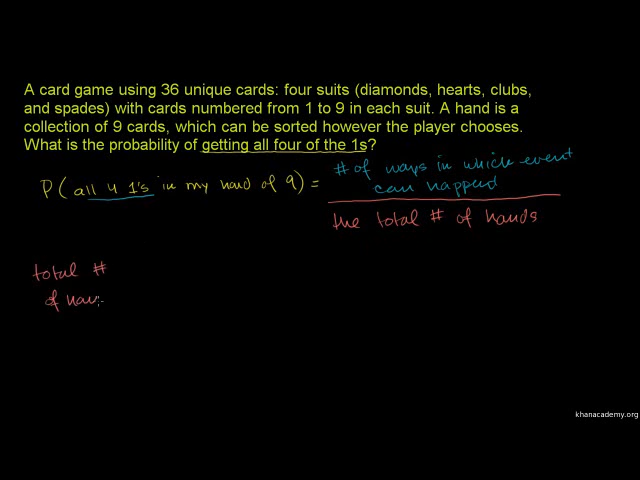 A card game using 36 unique cards: four suits (diamonds, hearts, clubs,
and spades) with cards numbered from 1 to 9 in each suit. A hand is a
collection of 9 cards, which can be sorted however the player chooses.
What is the probability of getting all four of the 1s?
P(all 4 1's in my hand of 9) =
# of ways in which event
can happen
the total # of hands
total #
of han
khanacademy.org